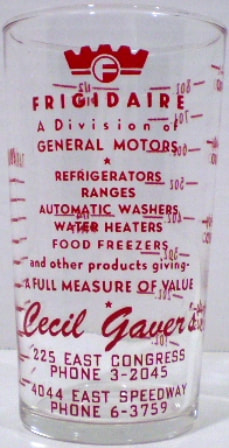 F
FRIGIDAIRE
A Division of
GENERAL MOTORS
REFRIGERATORS
RANGES
AUTOMATIC WASHERS
WATER HEATERS
FOOD FREEZERS
and other products giving-
A FULL MEASURE OF VALUE
Cecil Gaver's
225 EAST CONGRESS
PHONE 3-2045
4044 EAST SPEEDWAY
PHONE 6-3759